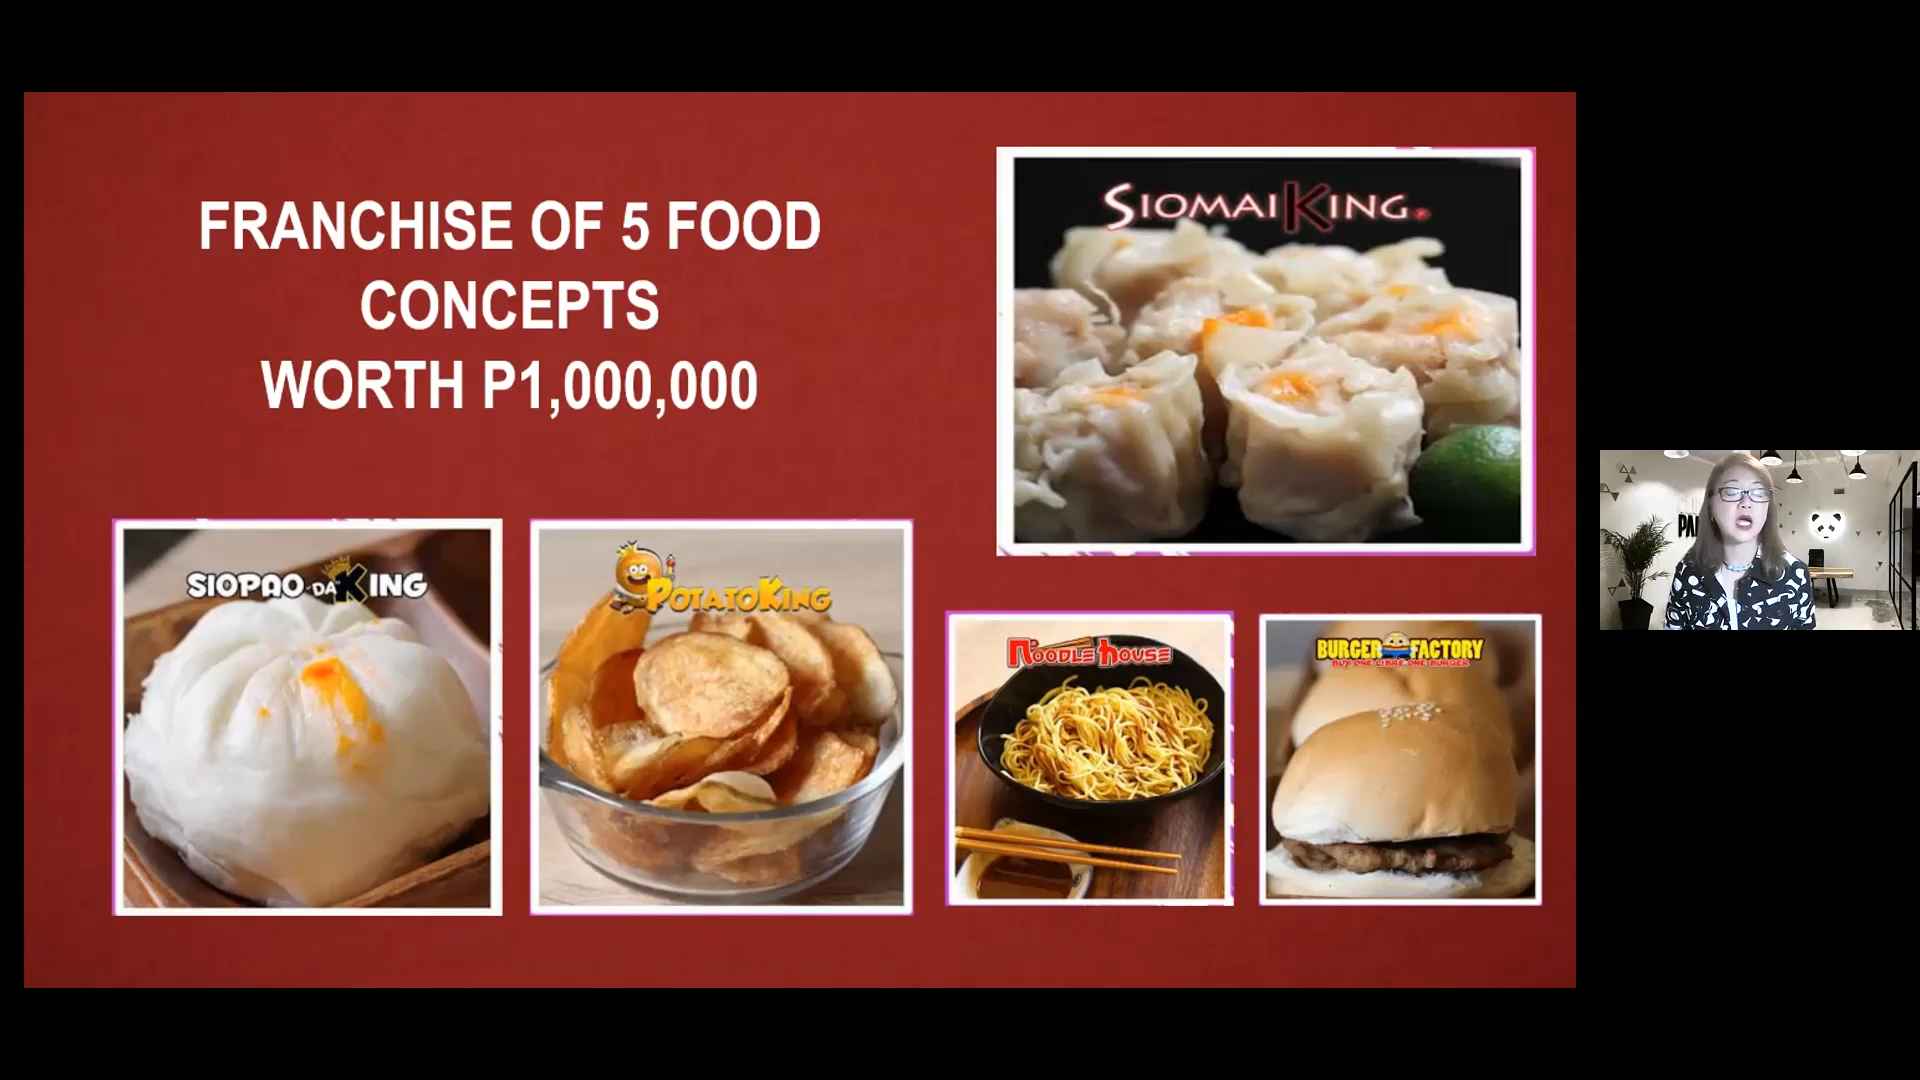 FRANCHISE OF 5 FOOD
CONCEPTS
WORTH P1,000,000
SIOMAI KING
SIOPAO DA KING
POTATO KING
NOODLE HOUSE
BURGER FACTORY
BUY ONE LIBRE ONE BURGER